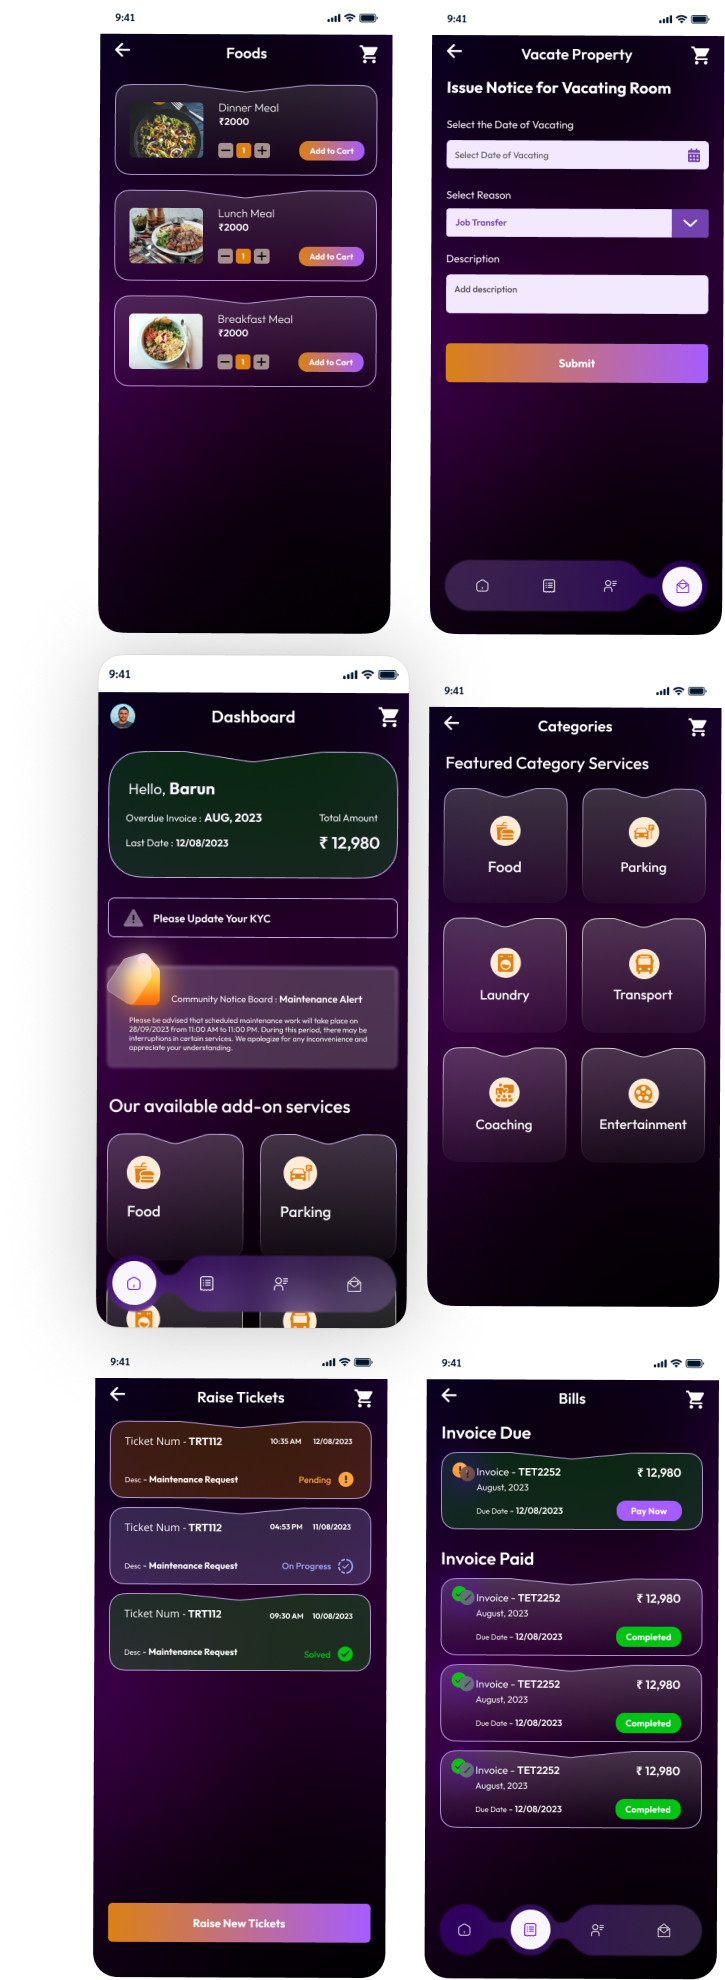 9:41
Foods
Dinner Meal
₹2000
1
Add to Cart
Lunch Meal
₹2000
1
Add to Cart
Breakfast Meal
₹2000
1
Add to Cart
9:41
Vacate Property
Issue Notice for Vacating Room
Select the Date of Vacating
Select Date of Vacating
Select Reason
Job Transfer
Description
Add description
Submit
9:41
Dashboard
Hello, Barun
Overdue Invoice : AUG, 2023
Total Amount
Last Date : 12/08/2023
₹ 12,980
Please Update Your KYC
Community Notice Board : Maintenance Alert
Please be advised that scheduled maintenance work will take place on
28/09/2023 from 11:00 AM to 11:00 PM. During this period, there may be
interruptions in certain services. We apologize for any inconvenience and
appreciate your understanding.
Our available add-on services
Food
Parking
9:41
Categories
Featured Category Services
Food
Parking
Laundry
Transport
Coaching
Entertainment
9:41
Raise Tickets
Ticket Num - TRT112
10:35 AM 12/08/2023
Desc - Maintenance Request
Pending
Ticket Num - TRT112
04:53 PM 11/08/2023
Desc - Maintenance Request
On Progress
Ticket Num - TRT112
09:30 AM 10/08/2023
Desc - Maintenance Request
Solved
Raise New Tickets
9:41
Bills
Invoice Due
Invoice - TET2252
₹ 12,980
August, 2023
Due Date - 12/08/2023
Pay Now
Invoice Paid
Invoice - TET2252
₹ 12,980
August, 2023
Due Date - 12/08/2023
Completed
Invoice - TET2252
₹ 12,980
August, 2023
Due Date - 12/08/2023
Completed
Invoice - TET2252
₹ 12,980
August, 2023
Due Date - 12/08/2023
Completed